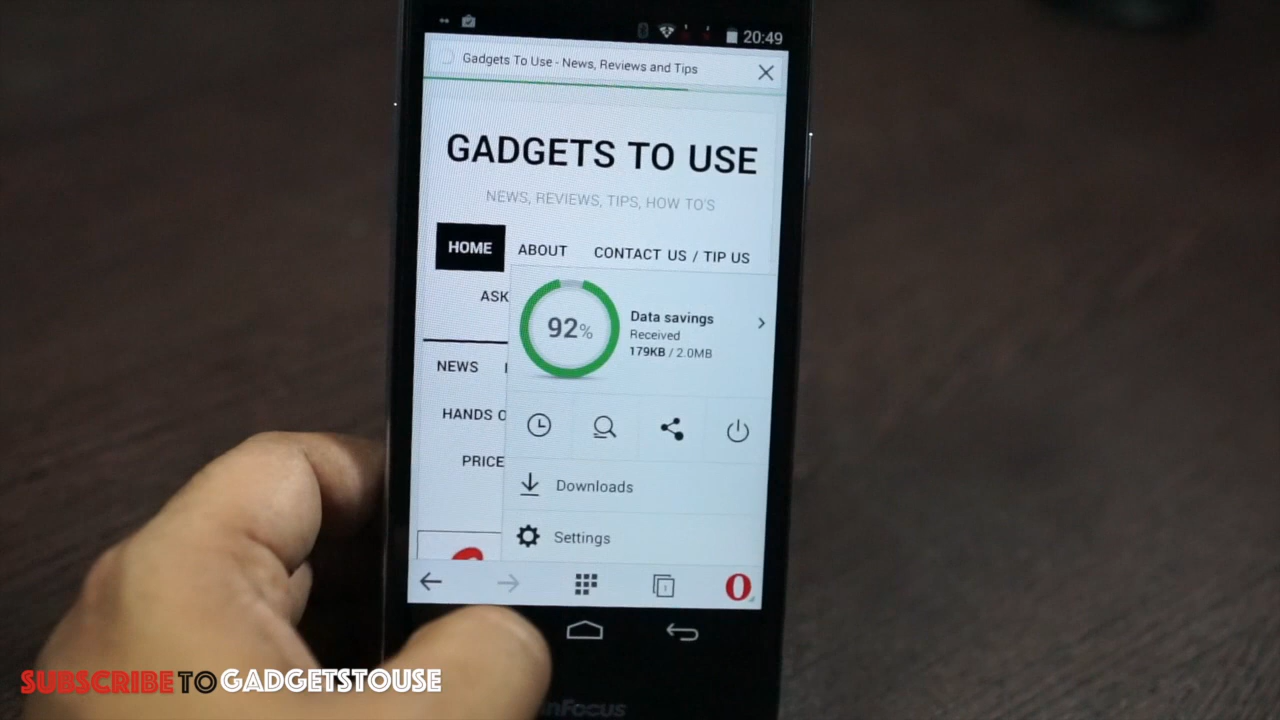 20:49
Gadgets To Use - News, Reviews and Tips
GADGETS TO USE
NEWS, REVIEWS, TIPS, HOW TO'S
HOME ABOUT CONTACT US / TIP US
ASK
92% Data savings
Received
179KB / 2.0MB
NEWS
HANDS O
PRICE
Downloads
Settings
1
SUBSCRIBE TO GADGETSTOUSE
InFocus